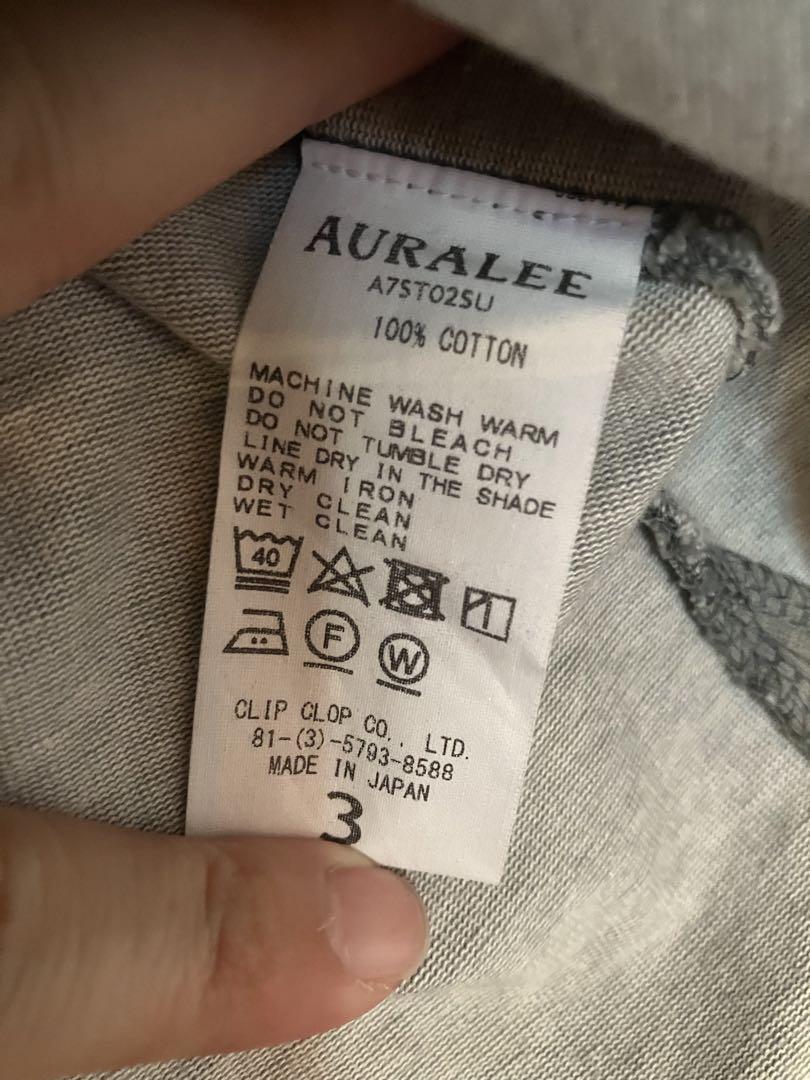 AURALEE
A7ST02SU
100% COTTON
MACHINE WASH WARM
DO NOT BLEACH
DO NOT TUMBLE DRY
LINE DRY IN THE SHADE
WARM IRON
DRY CLEAN
WET CLEAN
40
F
W
CLIP CLOP CO., LTD.
81-(3)-5793-8588
MADE IN JAPAN
3